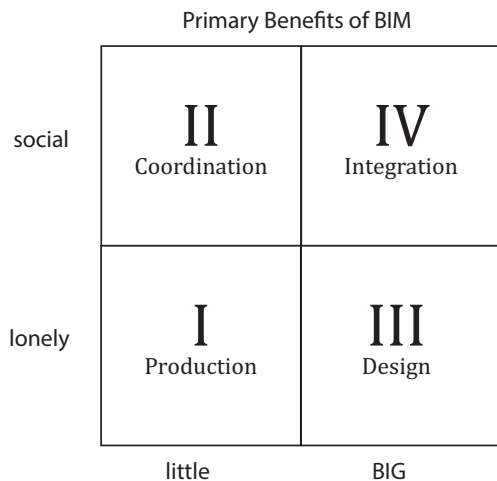 Primary Benefits of BIM
social
II
Coordination
IV
Integration
lonely
I
Production
III
Design
little
BIG